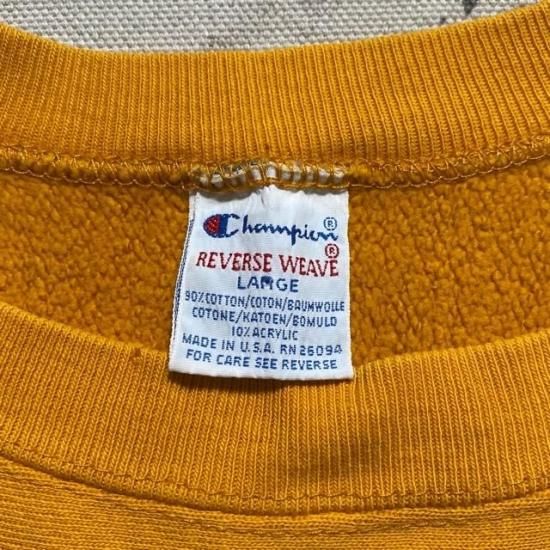 Champion®
REVERSE WEAVE®
LARGE
90% COTTON/COTON/BAUMWOLLE
COTONE/KATOEN/BOMULD
10% ACRYLIC
MADE IN U.S.A. RN 26094
FOR CARE SEE REVERSE